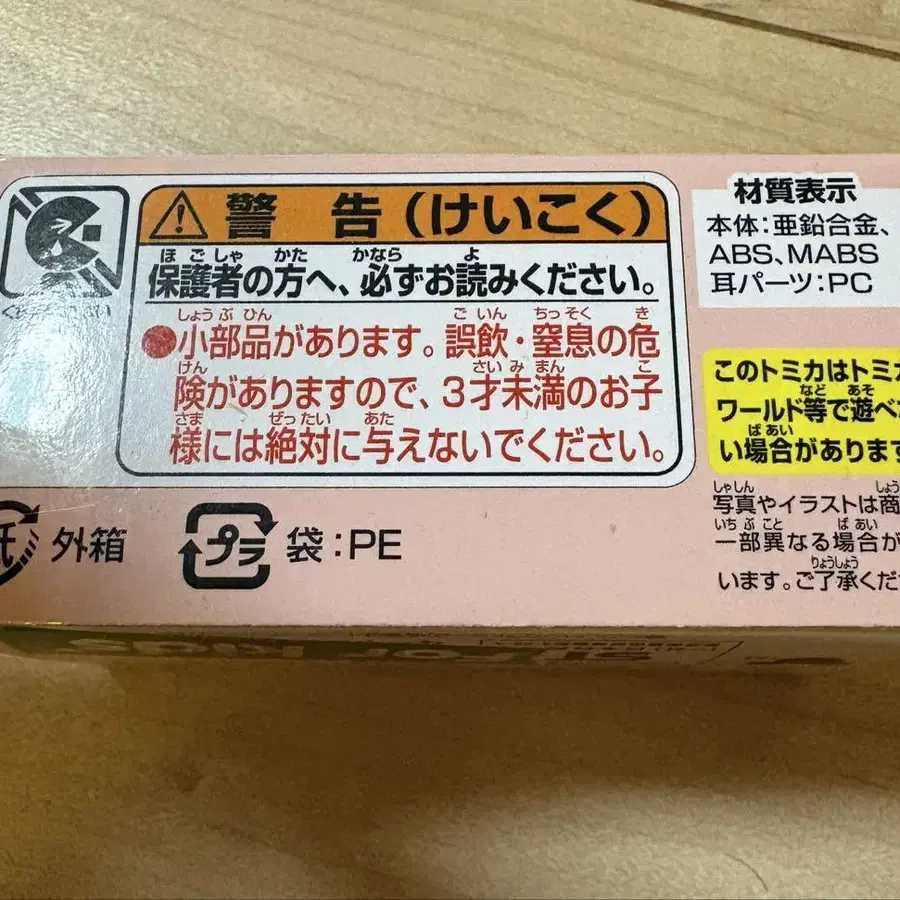 警 告（けいこく）
保護者の方へ、必ずお読みください。
●小部品があります。誤飲・窒息の危
険がありますので、3才未満のお子
様には絶対に与えないでください。
外箱
プラ 袋：PE
材質表示
本体：亜鉛合金、
ABS、MABS
耳パーツ：PC
このトミカはトミカ
ワールド等で遊べな
い場合があります
写真やイラストは商
一部異なる場合が
います。ご了承くだ